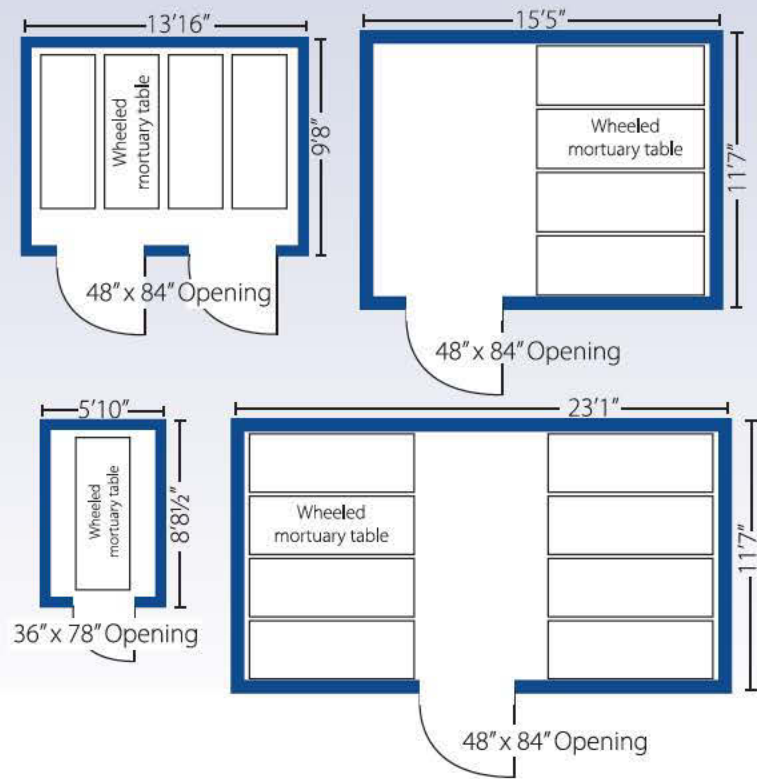 13'16"
Wheeled
mortuary table
9'8"
48" x 84" Opening
15'5"
Wheeled
mortuary table
11'7"
48" x 84" Opening
5'10"
Wheeled
mortuary table
8'8½"
36" x 78" Opening
23'1"
Wheeled
mortuary table
11'7"
48" x 84" Opening